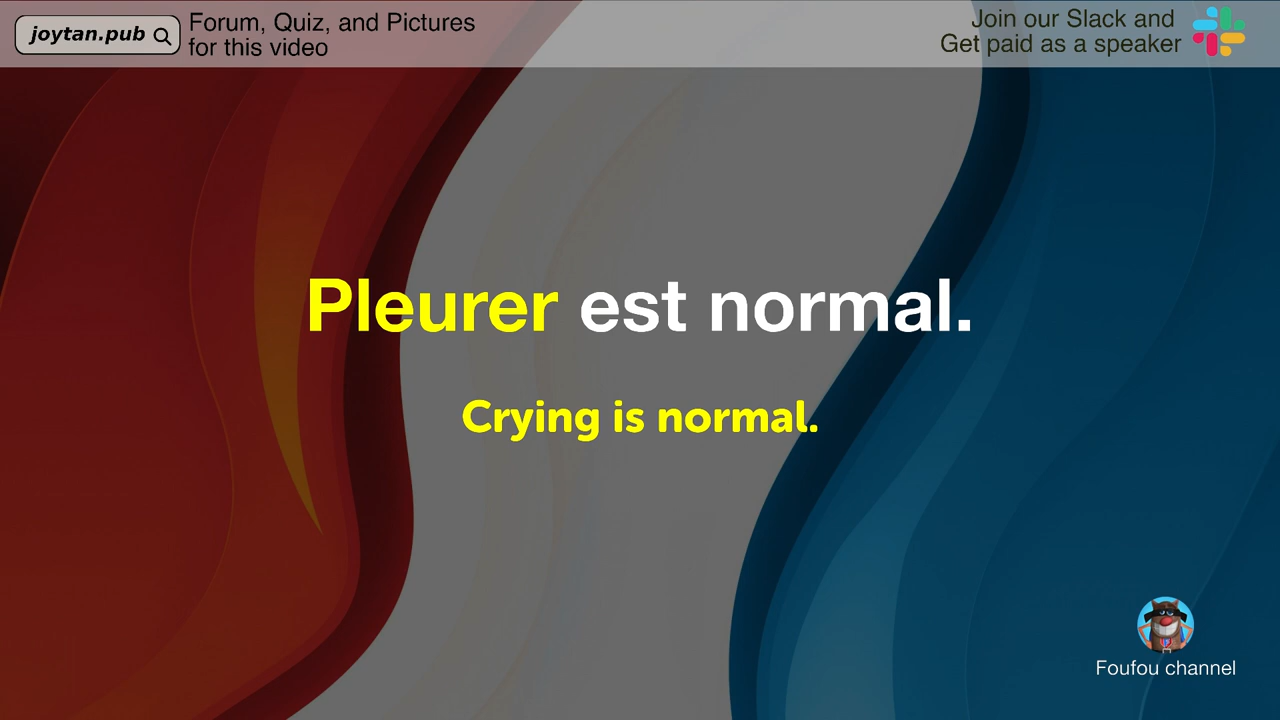 joytan.pub
Forum, Quiz, and Pictures
for this video
Join our Slack and
Get paid as a speaker
Pleurer est normal.
Crying is normal.
Foufou channel